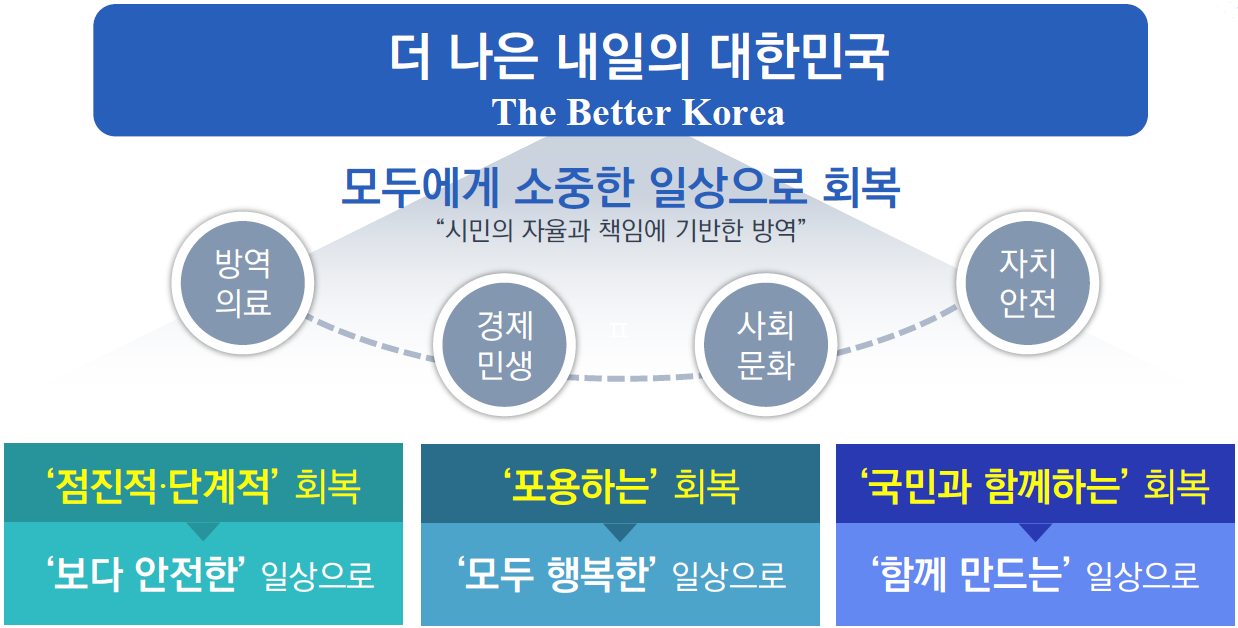 더 나은 내일의 대한민국
The Better Korea
모두에게 소중한 일상으로 회복
“시민의 자율과 책임에 기반한 방역”
방역
의료
경제
민생
ㅍ
사회
문화
자치
안전
‘점진적·단계적’ 회복
‘보다 안전한’ 일상으로
‘포용하는’ 회복
‘모두 행복한’ 일상으로
‘국민과 함께하는’ 회복
‘함께 만드는’ 일상으로